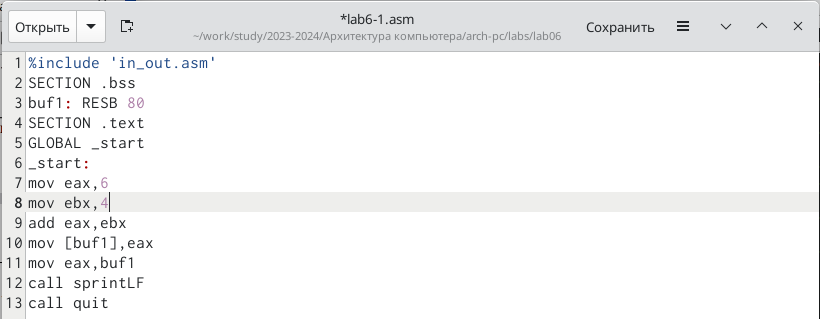 Открыть
*lab6-1.asm
~/work/study/2023-2024/Архитектура компьютера/arch-pc/labs/lab06
Сохранить
1 %include 'in_out.asm'
2 SECTION .bss
3 buf1: RESB 80
4 SECTION .text
5 GLOBAL _start
6 _start:
7 mov eax,6
8 mov ebx,4
9 add eax,ebx
10 mov [buf1],eax
11 mov eax,buf1
12 call sprintLF
13 call quit